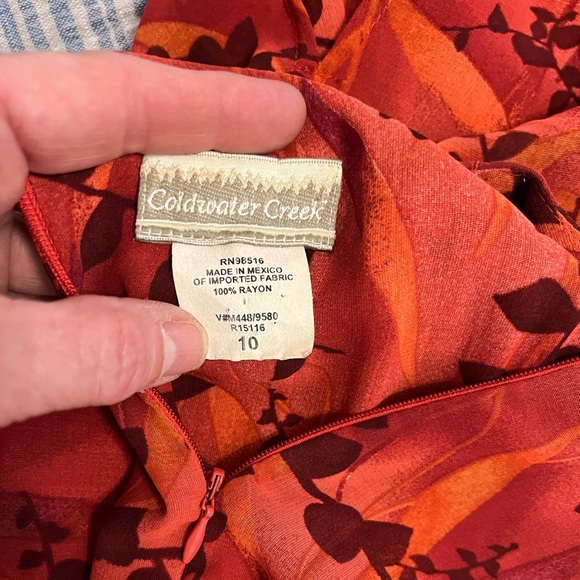 Coldwater Creek
RN98516
MADE IN MEXICO
OF IMPORTED FABRIC
100% RAYON
V#M448/9580
R15116
10